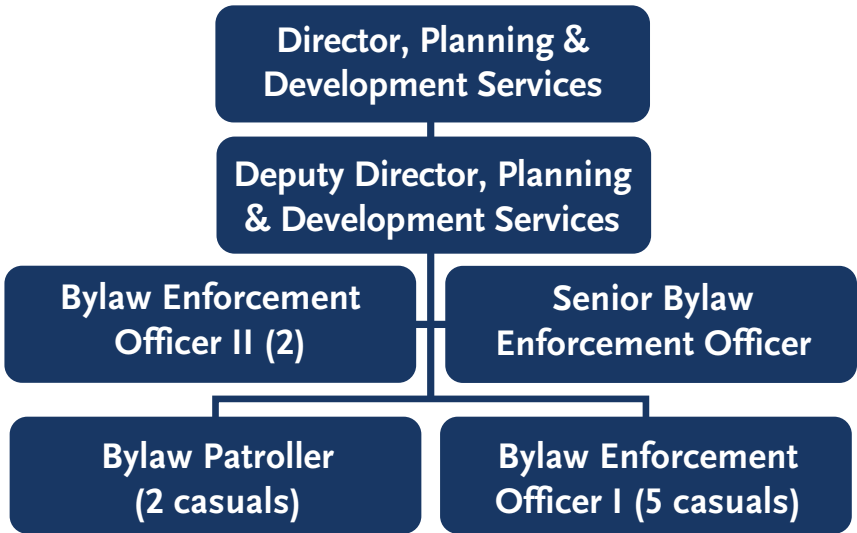 Director, Planning &
Development Services
Deputy Director, Planning
& Development Services
Bylaw Enforcement
Officer II (2)
Senior Bylaw
Enforcement Officer
Bylaw Patroller
(2 casuals)
Bylaw Enforcement
Officer I (5 casuals)